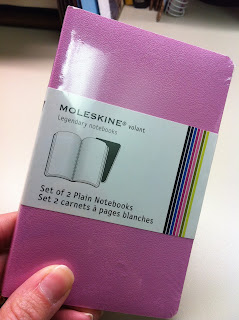 MOLESKINE® volant
Legendary notebooks
Set of 2 Plain Notebooks
Set 2 carnets à pages blanches